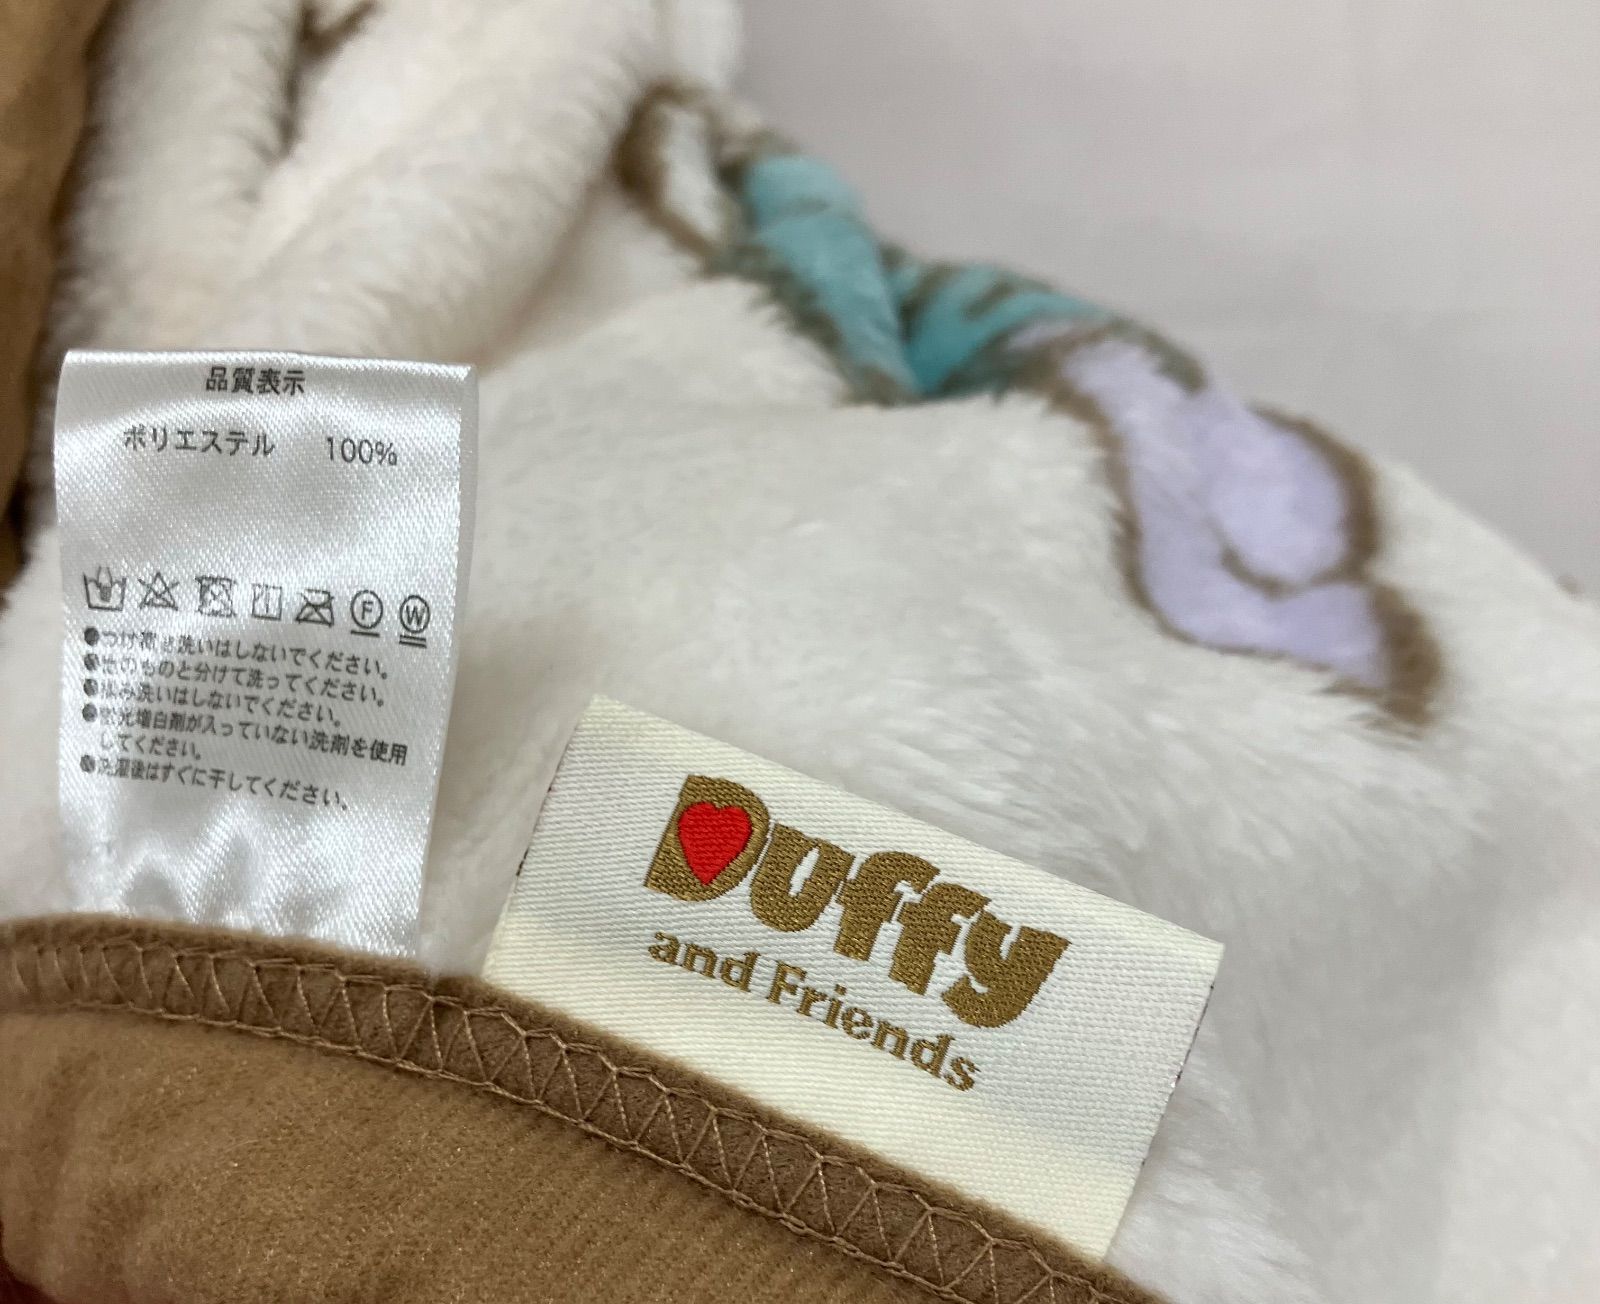 品質表示
ポリエステル 100%
F W
●つけ置き洗いはしないでください。
●他のものと分けて洗ってください。
●揉み洗いはしないでください。
●蛍光増白剤が入っていない洗剤を使用
してください。
●洗濯後はすぐに干してください。
Duffy
and Friends